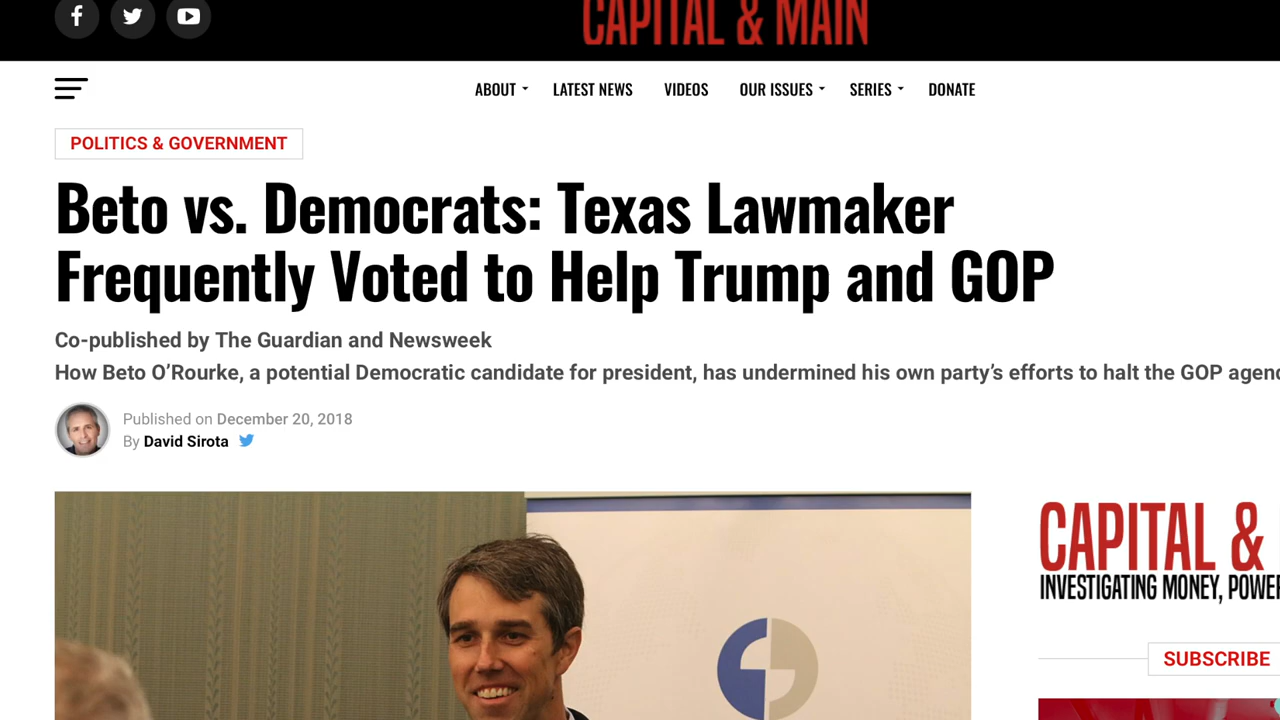 CAPITAL & MAIN
ABOUT LATEST NEWS VIDEOS OUR ISSUES SERIES DONATE
POLITICS & GOVERNMENT
Beto vs. Democrats: Texas Lawmaker
Frequently Voted to Help Trump and GOP
Co-published by The Guardian and Newsweek
How Beto O’Rourke, a potential Democratic candidate for president, has undermined his own party’s efforts to halt the GOP
Published on December 20, 2018
By David Sirota
CAPITAL &
INVESTIGATING MONEY,
SUBSCRIBE